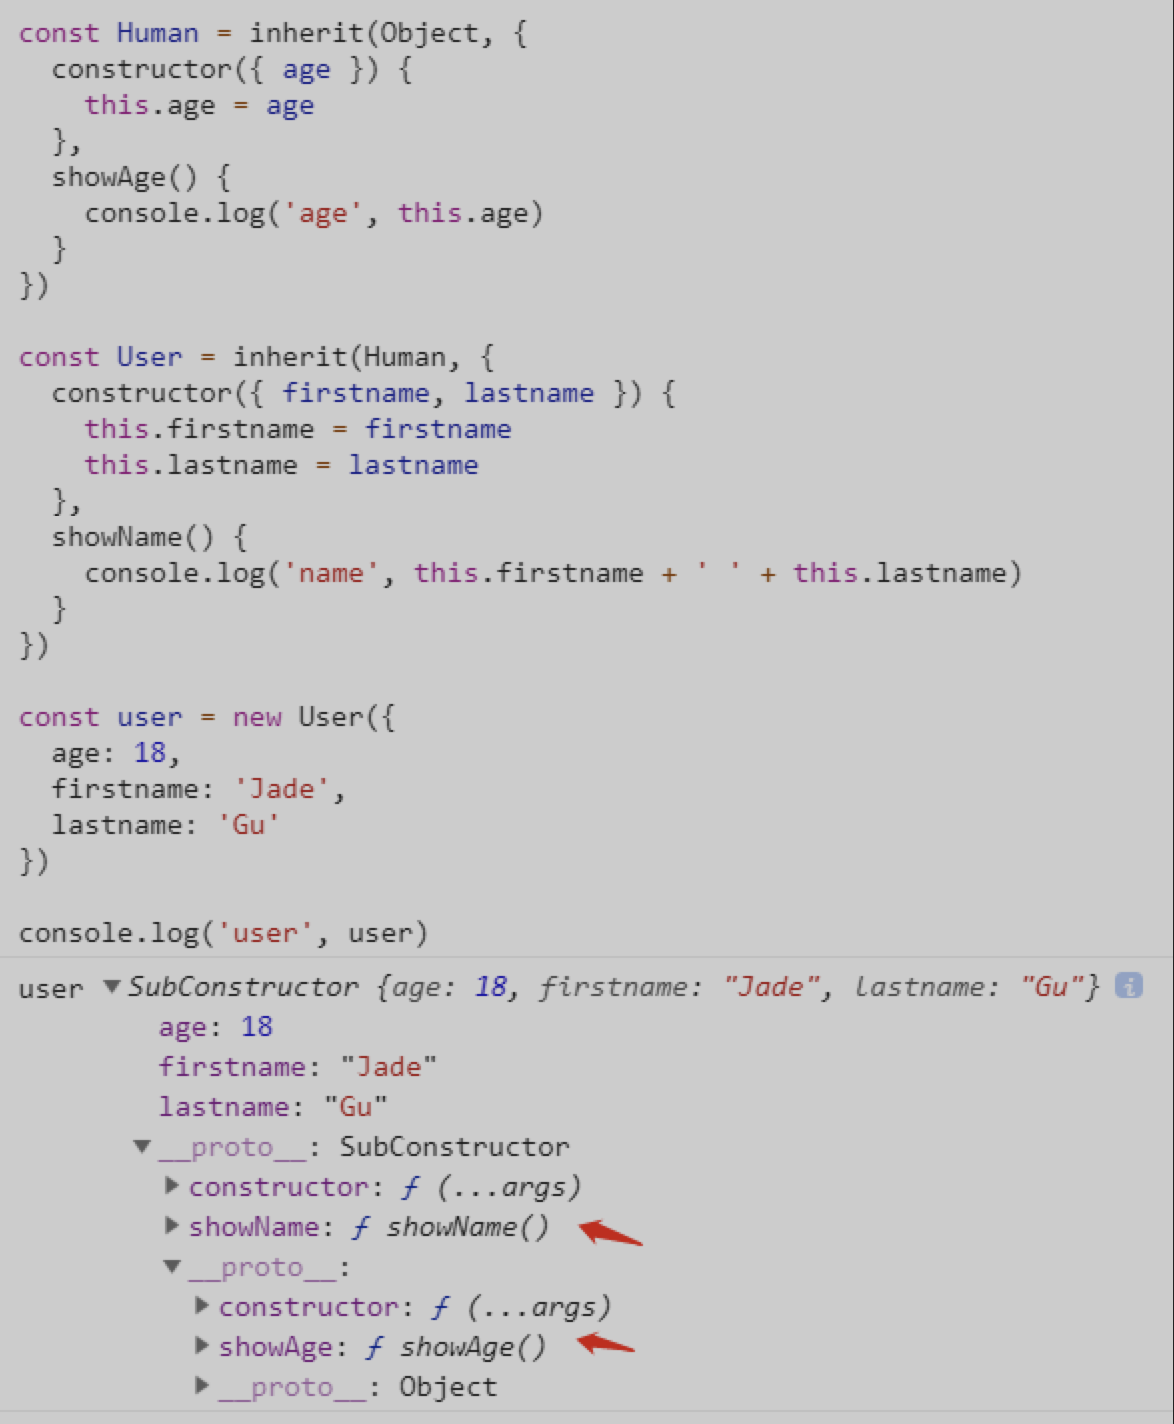 const Human = inherit(Object, {
  constructor({ age }) {
    this.age = age
  },
  showAge() {
    console.log('age', this.age)
  }
})

const User = inherit(Human, {
  constructor({ firstname, lastname }) {
    this.firstname = firstname
    this.lastname = lastname
  },
  showName() {
    console.log('name', this.firstname + ' ' + this.lastname)
  }
})

const user = new User({
  age: 18,
  firstname: 'Jade',
  lastname: 'Gu'
})

console.log('user', user)
user ▼SubConstructor {age: 18, firstname: "Jade", lastname: "Gu"} i
age: 18
firstname: "Jade"
lastname: "Gu"
▼__proto__: SubConstructor
▶constructor: ƒ (...args)
▶showName: ƒ showName()
▼__proto__:
▶constructor: ƒ (...args)
▶showAge: ƒ showAge()
▶__proto__: Object